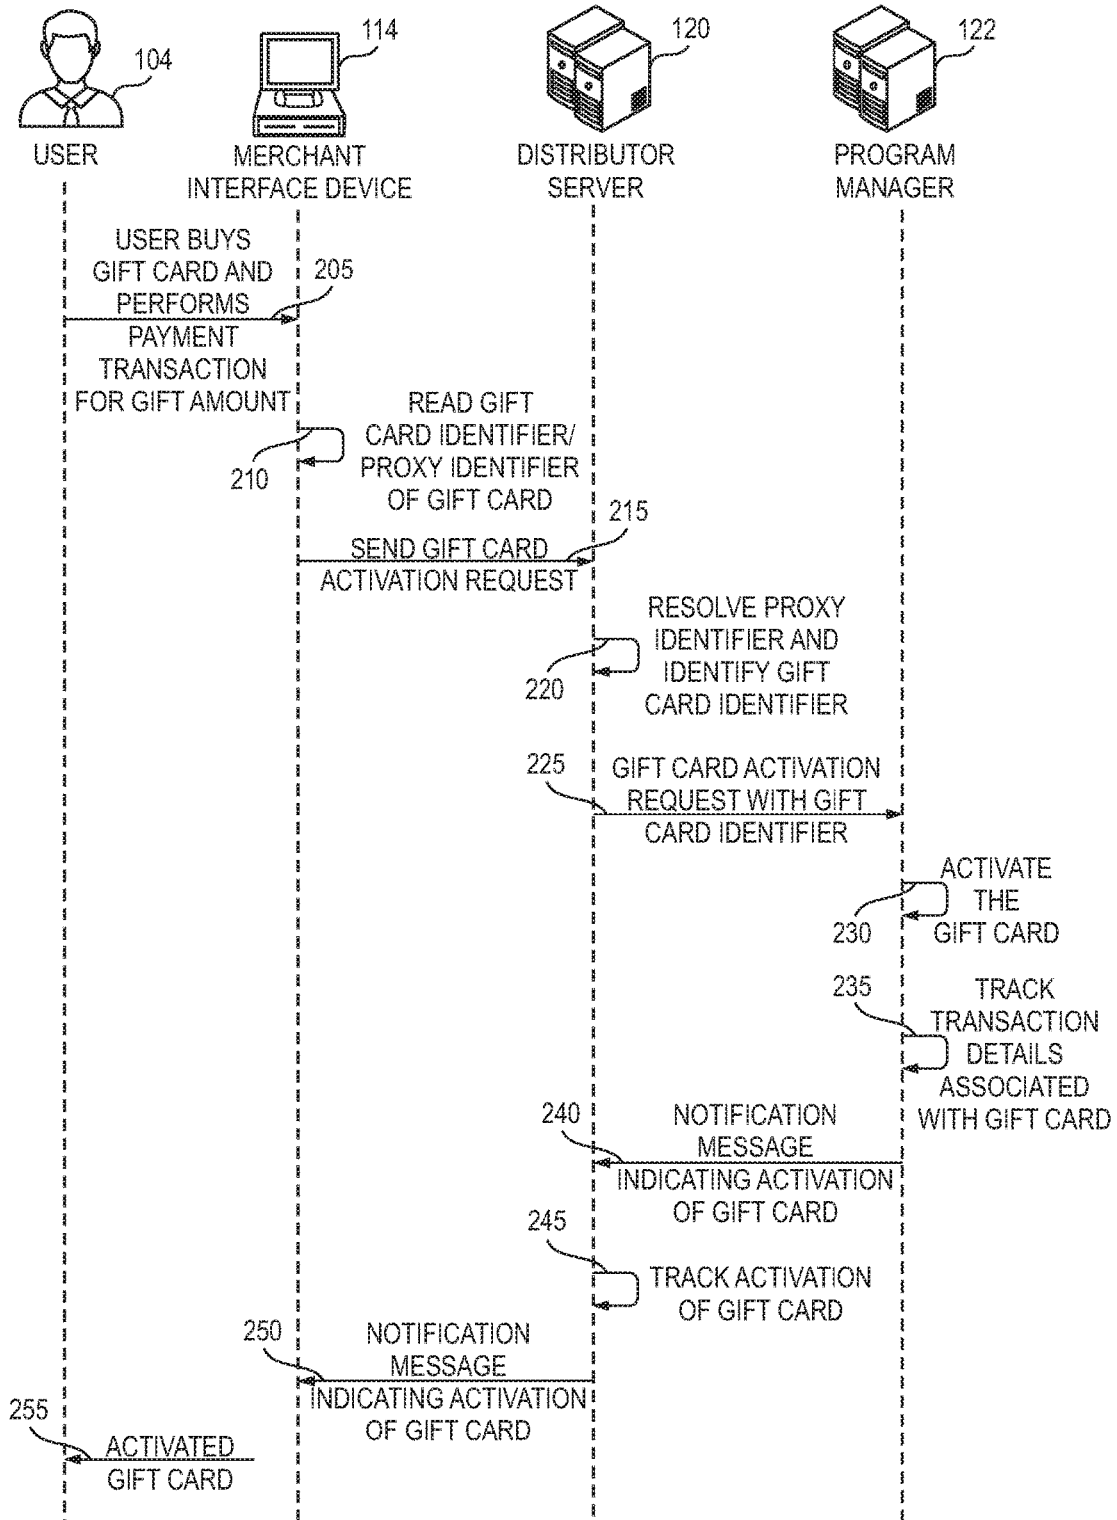 104
114
120
122
USER
MERCHANT
INTERFACE DEVICE
DISTRIBUTOR
SERVER
PROGRAM
MANAGER
USER BUYS
GIFT CARD AND
PERFORMS
PAYMENT
TRANSACTION
FOR GIFT AMOUNT
205
READ GIFT
CARD IDENTIFIER/
PROXY IDENTIFIER
OF GIFT CARD
210
215
SEND GIFT CARD
ACTIVATION REQUEST
RESOLVE PROXY
IDENTIFIER AND
IDENTIFY GIFT
CARD IDENTIFIER
220
225
GIFT CARD ACTIVATION
REQUEST WITH GIFT
CARD IDENTIFIER
ACTIVATE
THE
GIFT CARD
230
235
TRACK
TRANSACTION
DETAILS
ASSOCIATED
WITH GIFT CARD
240
NOTIFICATION
MESSAGE
INDICATING ACTIVATION
OF GIFT CARD
245
TRACK ACTIVATION
OF GIFT CARD
250
NOTIFICATION
MESSAGE
INDICATING ACTIVATION
OF GIFT CARD
255
ACTIVATED
GIFT CARD